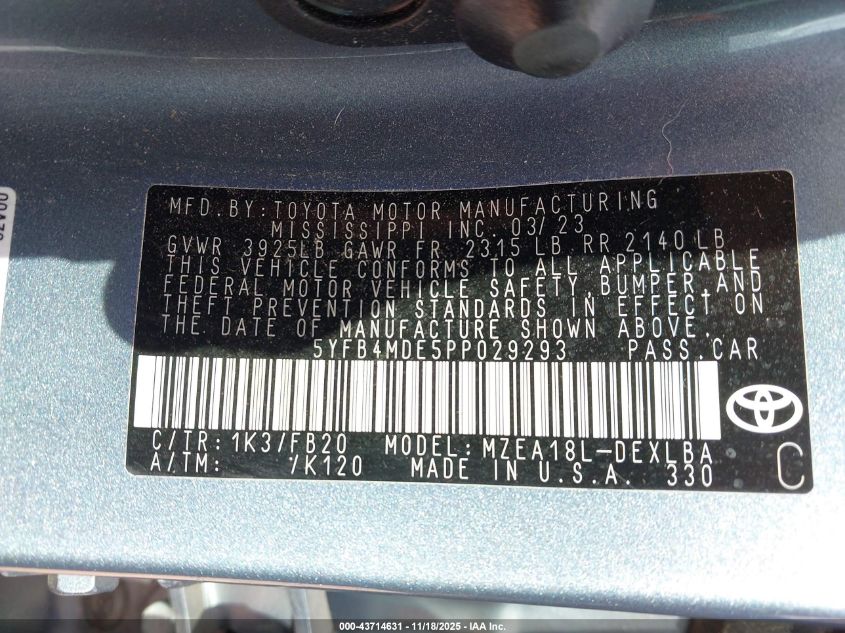 MFD. BY: TOYOTA MOTOR MANUFACTURING
MISSISSIPPI INC. 03/23
GVWR 3925LB GAWR FR 2315 LB RR 2140 LB
THIS VEHICLE CONFORMS TO ALL APPLICABLE
FEDERAL MOTOR VEHICLE SAFETY, BUMPER, AND
THEFT PREVENTION STANDARDS IN EFFECT ON
THE DATE OF MANUFACTURE SHOWN ABOVE.
5YFB4MDE5PP029293 PASS. CAR
C/TR: 1K3/FB20 MODEL: MZEA18L-DEXLBA
A/TM: /K120 MADE IN U.S.A. 330
C
000-43714631 - 11/18/2025 - IAA Inc.